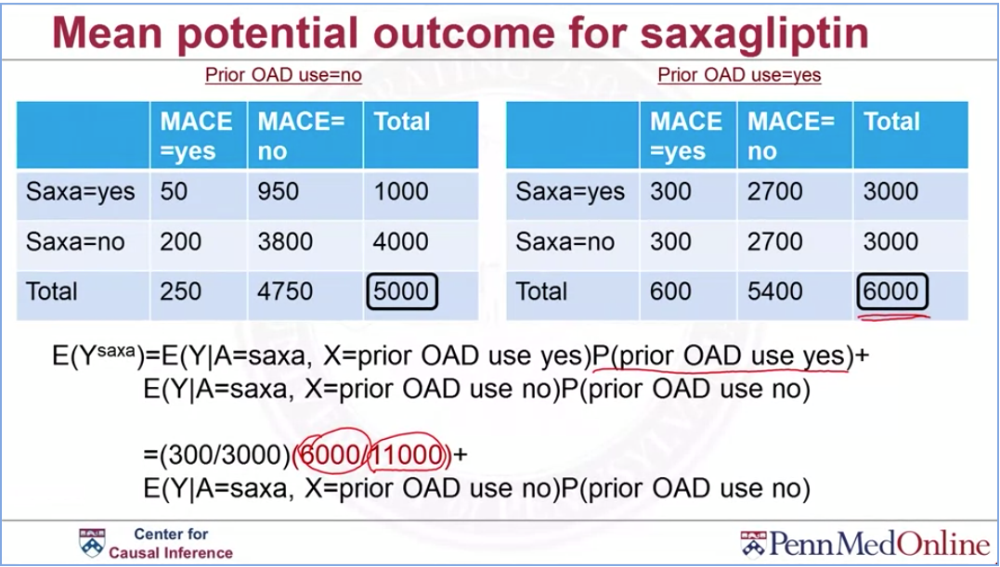 Mean potential outcome for saxagliptin
Prior OAD use=no
MACE =yes MACE= no Total
Saxa=yes 50 950 1000
Saxa=no 200 3800 4000
Total 250 4750 5000
Prior OAD use=yes
MACE =yes MACE= no Total
Saxa=yes 300 2700 3000
Saxa=no 300 2700 3000
Total 600 5400 6000
E(Y^saxa)=E(Y|A=saxa, X=prior OAD use yes)P(prior OAD use yes)+
E(Y|A=saxa, X=prior OAD use no)P(prior OAD use no)
=(300/3000)(6000/11000)+
E(Y|A=saxa, X=prior OAD use no)P(prior OAD use no)
Center for
Causal Inference
PennMedOnline